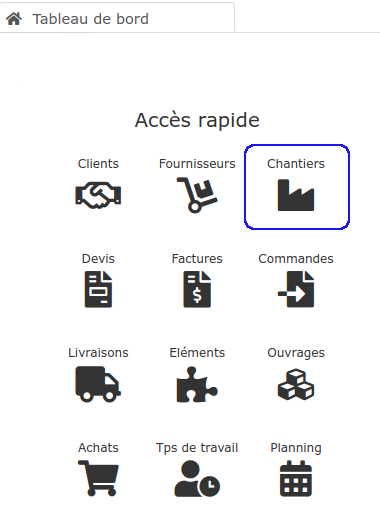 Tableau de bord
Accès rapide
Clients Fournisseurs Chantiers
Devis Factures Commandes
Livraisons Eléments Ouvrages
Achats Tps de travail Planning